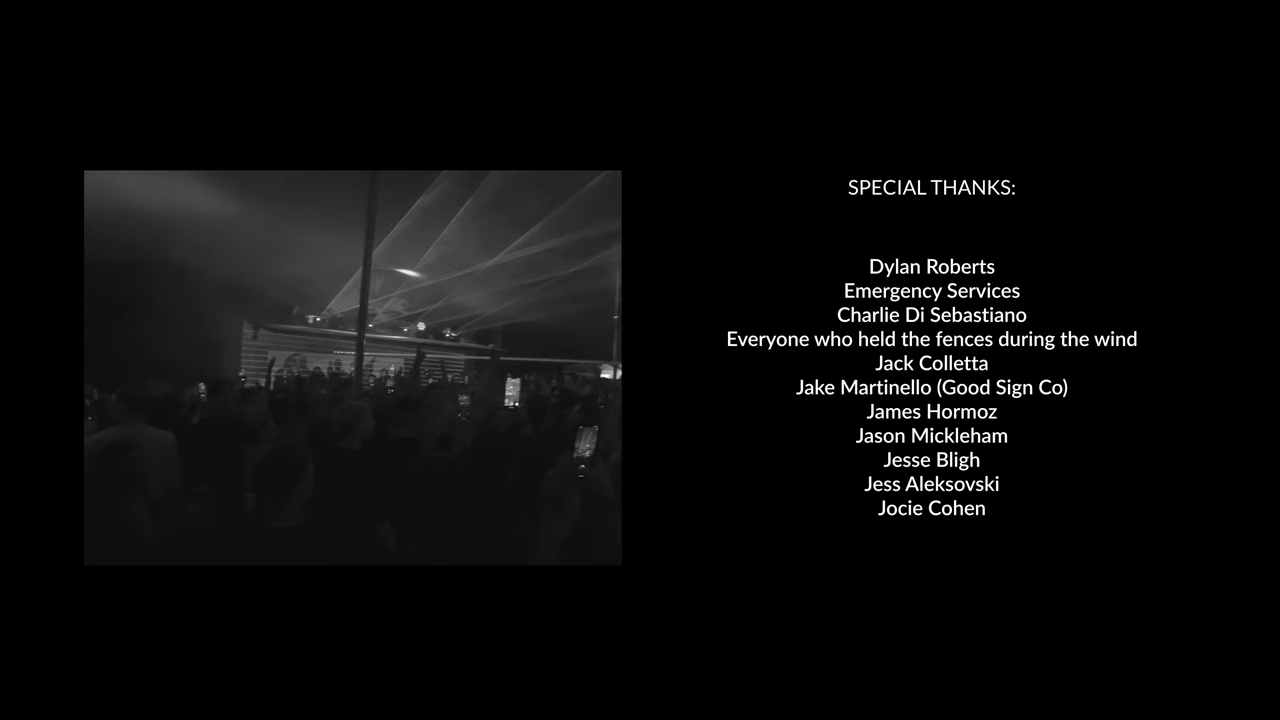 SPECIAL THANKS:
Dylan Roberts
Emergency Services
Charlie Di Sebastiano
Everyone who held the fences during the wind
Jack Colletta
Jake Martinello (Good Sign Co)
James Hormoz
Jason Mickleham
Jesse Bligh
Jess Aleksovski
Jocie Cohen